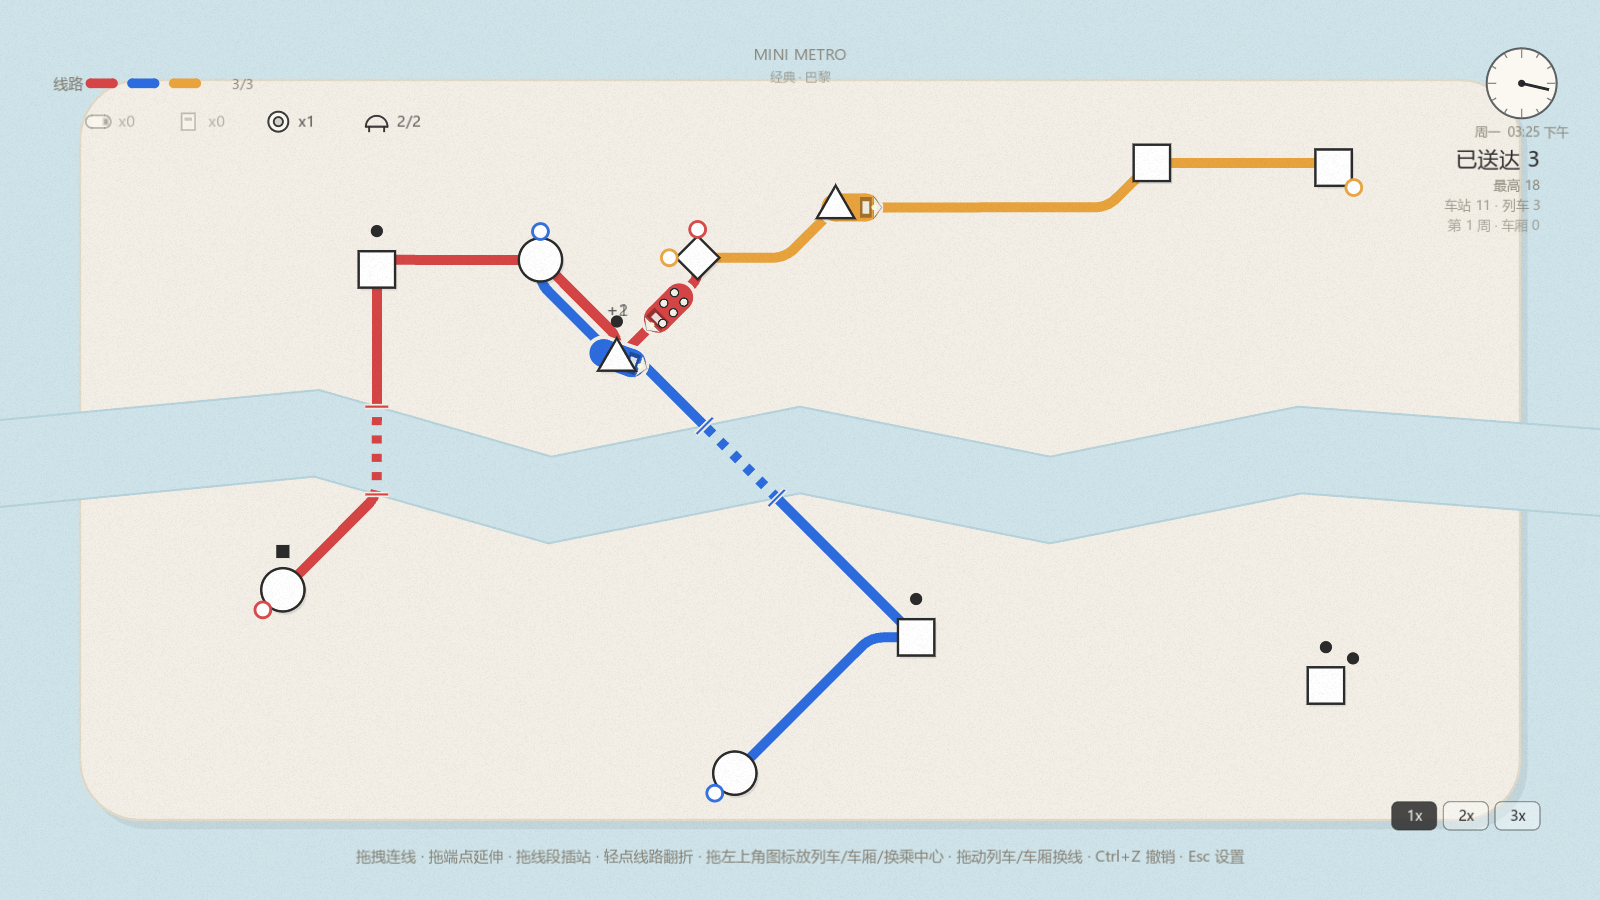 MINI METRO
经典 · 巴黎
线路 3/3
x0 x0 x1 2/2
周一 03:25 下午
已送达 3
最高 18
车站 11 · 列车 3
第 1 周 · 车厢 0
1x 2x 3x
拖拽连线 · 拖端点延伸 · 拖线段插站 · 轻点线路翻折 · 拖左上角图标放列车/车厢/换乘中心 · 拖动列车/车厢换线 · Ctrl+Z 撤销 · Esc 设置